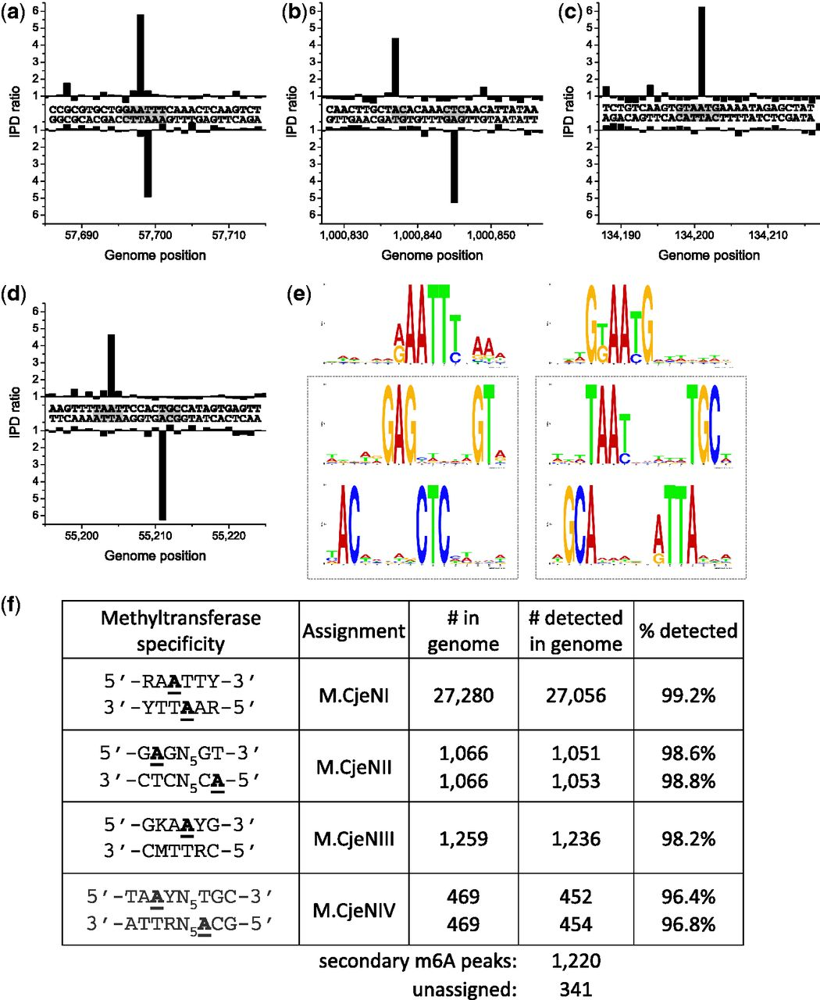 (a)
6
5
4
3
2
1
IPD ratio
CCGCGTGCTGGAATTTCAAACTCAAGTCT
GGCGCACGACCTTAAAGTTTGAGTTCAGA
1
2
3
4
5
6
57,690 57,700 57,710
Genome position
(b)
6
5
4
3
2
1
IPD ratio
CAACTTGCTACACAAACTCAACATTATAA
GTTGAACGATGTGTTTGAGTTGTAATATT
1
2
3
4
5
6
1,000,830 1,000,840 1,000,850
Genome position
(c)
6
5
4
3
2
1
IPD ratio
TCTGTCAAGTGTAATGAAAATAGAGCTAT
AGACAGTTCACATTACTTTTATCTCGATA
1
2
3
4
5
6
134,190 134,200 134,210
Genome position
(d)
6
5
4
3
2
1
IPD ratio
AAGTTTTAATTCCACTGCCATAGTGAGTT
TTCAAAATTAAGGTGACGGTATCACTCAA
1
2
3
4
5
6
55,200 55,210 55,220
Genome position
(e)
A G A A T T T C A A
G T G A A T C G
G A G G T A
T A A T C T G C
A C C T C
G C A A G T T A
(f)
Methyltransferase specificity Assignment # in genome # detected in genome % detected
5′-RAATTY-3′
3′-YTTAAR-5′
M.CjeNI 27,280 27,056 99.2%
5′-GAGN5GT-3′ 1,066 1,051 98.6%
M.CjeNII
3′-CTCN5CA-5′ 1,066 1,053 98.8%
5′-GKAAYG-3′
3′-CMTTRC-5′
M.CjeNIII 1,259 1,236 98.2%
5′-TAAYN5TGC-3′ 469 452 96.4%
M.CjeNIV
3′-ATTRN5ACG-5′ 469 454 96.8%
secondary m6A peaks: 1,220
unassigned: 341